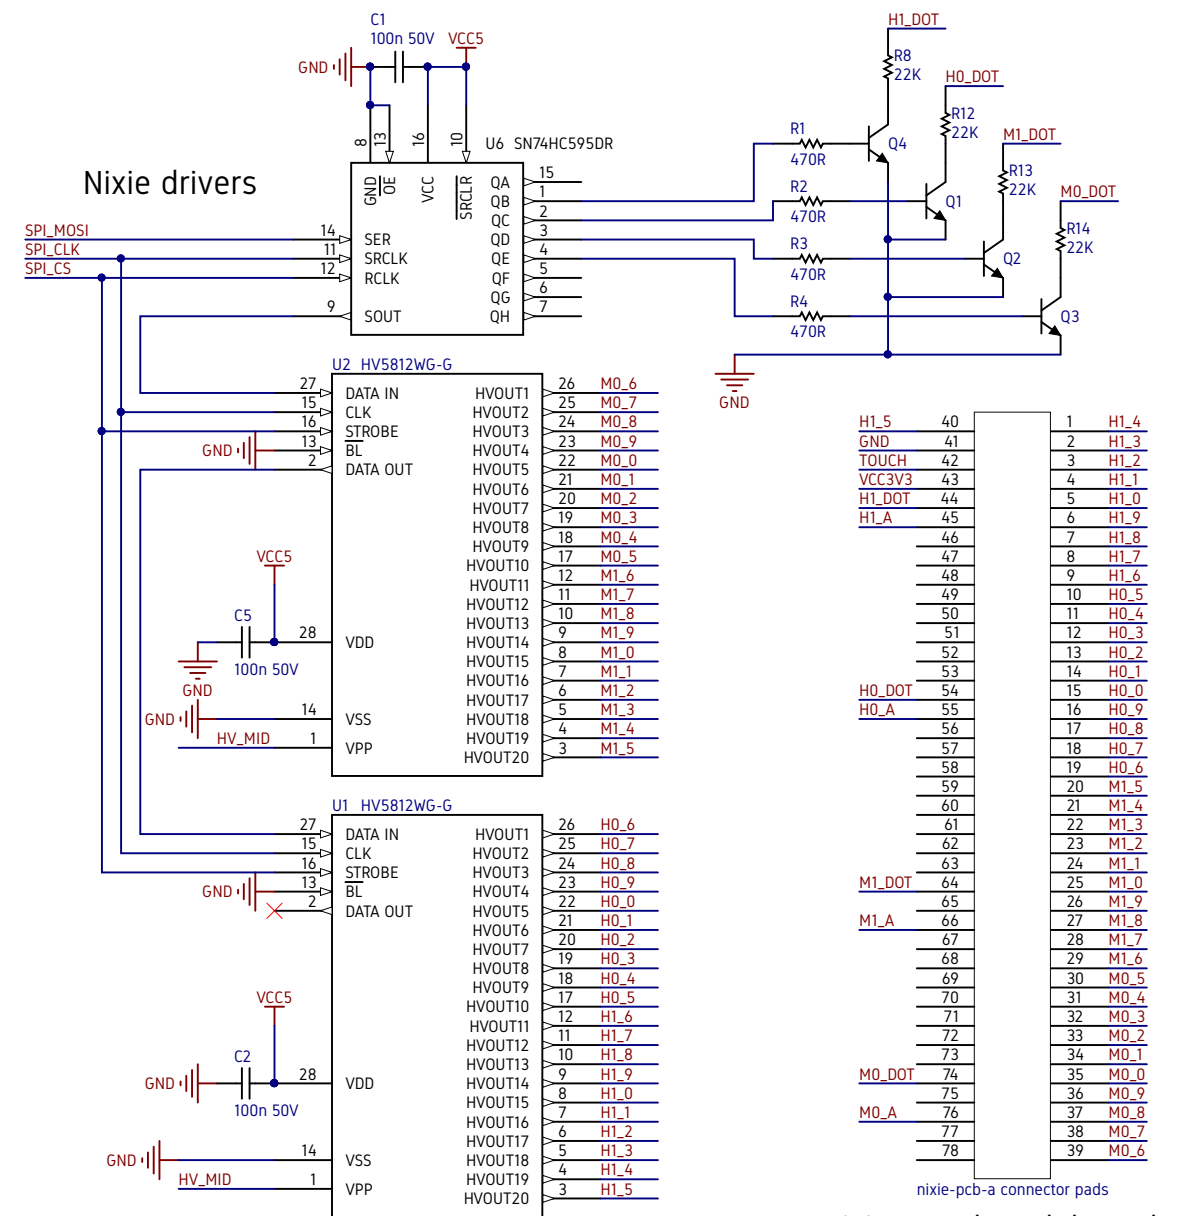 Nixie drivers
C1
100n 50V
GND
VCC5
8
13
16
10
U6 SN74HC595DR
GND
OE
VCC
SRCLR
SPI_MOSI
14
SER
SPI_CLK
11
SRCLK
SPI_CS
12
RCLK
9
SOUT
QA 15
QB 1
QC 2
QD 3
QE 4
QF 5
QG 6
QH 7
R1
470R
R2
470R
R3
470R
R4
470R
H1_DOT
R8
22K
Q4
H0_DOT
R12
22K
Q1
M1_DOT
R13
22K
Q2
M0_DOT
R14
22K
Q3
GND
U2 HV5812WG-G
27 DATA IN
15 CLK
16 STROBE
GND 13 BL
2 DATA OUT
VCC5
C5
100n 50V
GND
28 VDD
GND 14 VSS
HV_MID 1 VPP
HVOUT1 26 M0_6
HVOUT2 25 M0_7
HVOUT3 24 M0_8
HVOUT4 23 M0_9
HVOUT5 22 M0_0
HVOUT6 21 M0_1
HVOUT7 20 M0_2
HVOUT8 19 M0_3
HVOUT9 18 M0_4
HVOUT10 17 M0_5
HVOUT11 12 M1_6
HVOUT12 11 M1_7
HVOUT13 10 M1_8
HVOUT14 9 M1_9
HVOUT15 8 M1_0
HVOUT16 7 M1_1
HVOUT17 6 M1_2
HVOUT18 5 M1_3
HVOUT19 4 M1_4
HVOUT20 3 M1_5
U1 HV5812WG-G
27 DATA IN
15 CLK
16 STROBE
GND 13 BL
2 DATA OUT
VCC5
C2
100n 50V
GND
28 VDD
GND 14 VSS
HV_MID 1 VPP
HVOUT1 26 H0_6
HVOUT2 25 H0_7
HVOUT3 24 H0_8
HVOUT4 23 H0_9
HVOUT5 22 H0_0
HVOUT6 21 H0_1
HVOUT7 20 H0_2
HVOUT8 19 H0_3
HVOUT9 18 H0_4
HVOUT10 17 H0_5
HVOUT11 12 H1_6
HVOUT12 11 H1_7
HVOUT13 10 H1_8
HVOUT14 9 H1_9
HVOUT15 8 H1_0
HVOUT16 7 H1_1
HVOUT17 6 H1_2
HVOUT18 5 H1_3
HVOUT19 4 H1_4
HVOUT20 3 H1_5
H1_5 40 1 H1_4
GND 41 2 H1_3
TOUCH 42 3 H1_2
VCC3V3 43 4 H1_1
H1_DOT 44 5 H1_0
H1_A 45 6 H1_9
46 7 H1_8
47 8 H1_7
48 9 H1_6
49 10 H0_5
50 11 H0_4
51 12 H0_3
52 13 H0_2
53 14 H0_1
H0_DOT 54 15 H0_0
H0_A 55 16 H0_9
56 17 H0_8
57 18 H0_7
58 19 H0_6
59 20 M1_5
60 21 M1_4
61 22 M1_3
62 23 M1_2
63 24 M1_1
M1_DOT 64 25 M1_0
65 26 M1_9
M1_A 66 27 M1_8
67 28 M1_7
68 29 M1_6
69 30 M0_5
70 31 M0_4
71 32 M0_3
72 33 M0_2
73 34 M0_1
M0_DOT 74 35 M0_0
75 36 M0_9
M0_A 76 37 M0_8
77 38 M0_7
78 39 M0_6
nixie-pcb-a connector pads